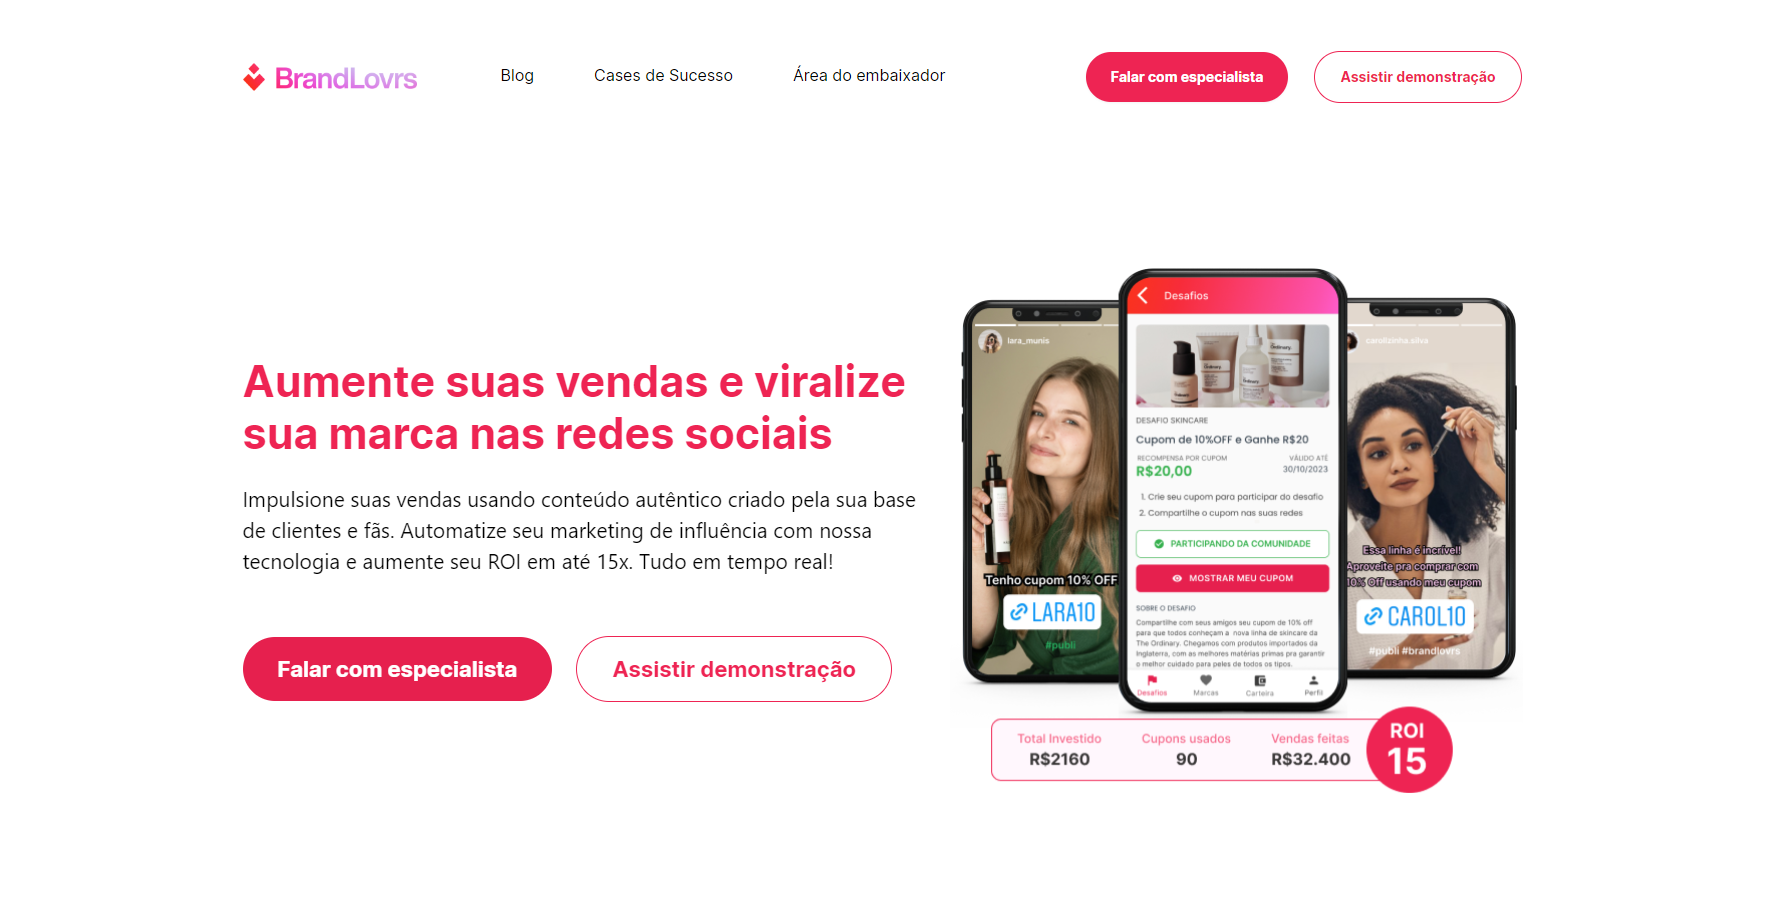 BrandLovrs
Blog
Cases de Sucesso
Área do embaixador
Falar com especialista
Assistir demonstração
Aumente suas vendas e viralize
sua marca nas redes sociais
Impulsione suas vendas usando conteúdo autêntico criado pela sua base
de clientes e fãs. Automatize seu marketing de influência com nossa
tecnologia e aumente seu ROI em até 15x. Tudo em tempo real!
Falar com especialista
Assistir demonstração
lara_munis
Tenho cupom 10% OFF
LARA10
#publi
Desafios
Ordinary.
DESAFIO SKINCARE
Cupom de 10%OFF e Ganhe R$20
RECOMPENSA POR CUPOM
VÁLIDO ATÉ
R$20,00
30/10/2023
1. Crie seu cupom para participar do desafio
2. Compartilhe o cupom nas suas redes
PARTICIPANDO DA COMUNIDADE
MOSTRAR MEU CUPOM
SOBRE O DESAFIO
Compartilhe com seus amigos seu cupom de 10% off
para que todos conheçam a nova linha de skincare da
The Ordinary. Chegamos com produtos importados da
Inglaterra, com as melhores matérias primas pra garantir
o melhor cuidado para peles de todos os tipos.
Desafios
Marcas
Carteira
Perfil
carolizinha.silva
Essa linha é incrível!
Aproveite pra comprar com
10% Off usando meu cupom
CAROL10
#publi #brandlovrs
Total Investido
R$2160
Cupons usados
90
Vendas feitas
R$32.400
ROI
15